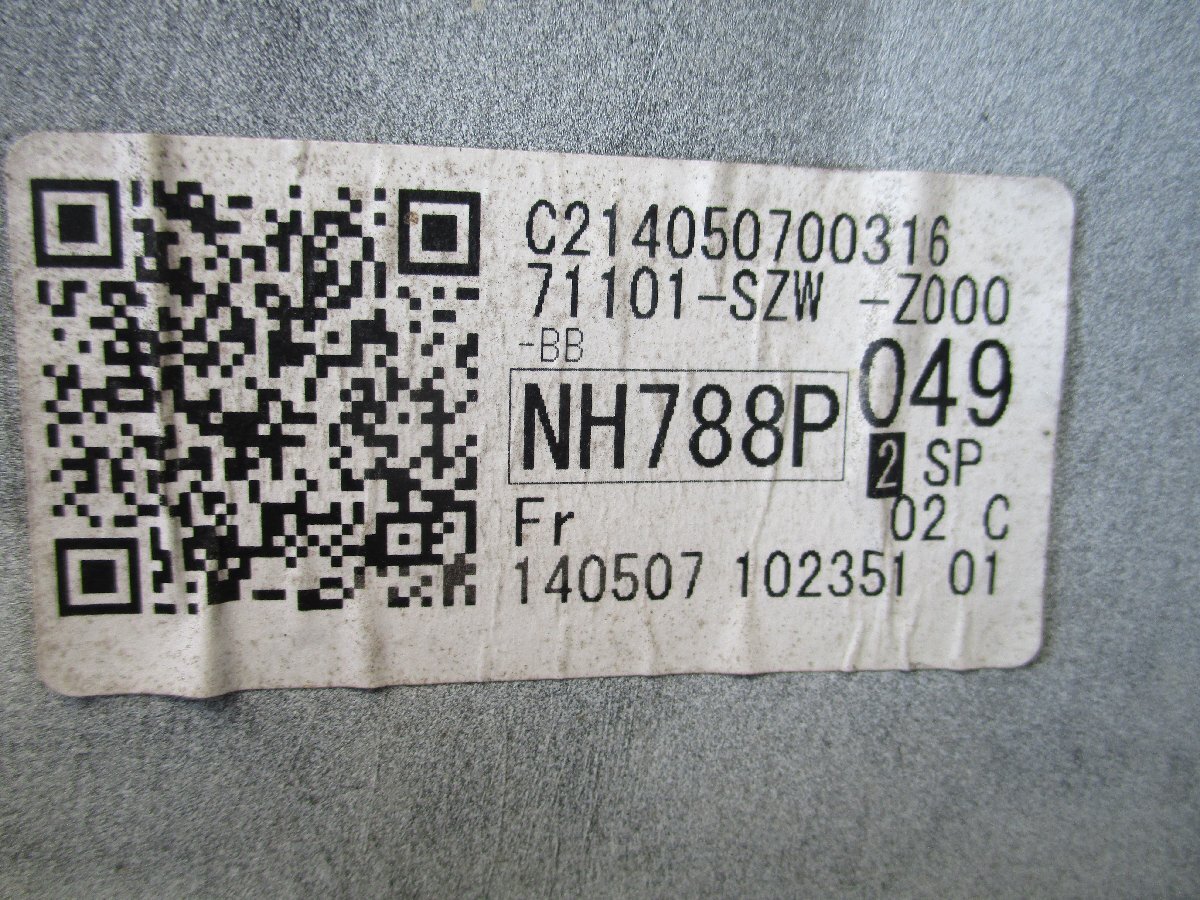 C214050700316
71101-SZW -Z000
-BB
NH788P 049
2 SP
Fr 02 C
140507 102351 01